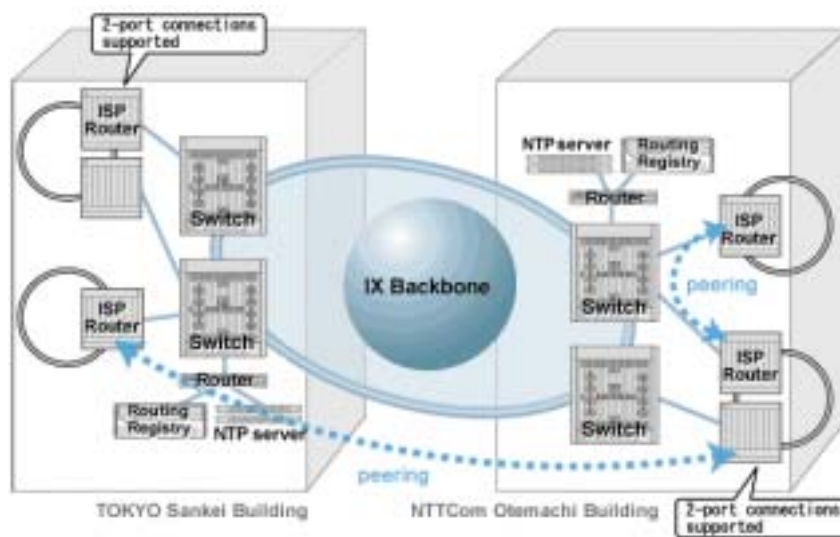 2-port connections
supported
ISP
Router
Switch
ISP
Router
Switch
Router
Routing
Registry
NTP server
IX Backbone
NTP server
Routing
Registry
Router
Switch
ISP
Router
peering
ISP
Router
Switch
peering
TOKYO Sankei Building
NTTCom Otemachi Building
2-port connections
supported